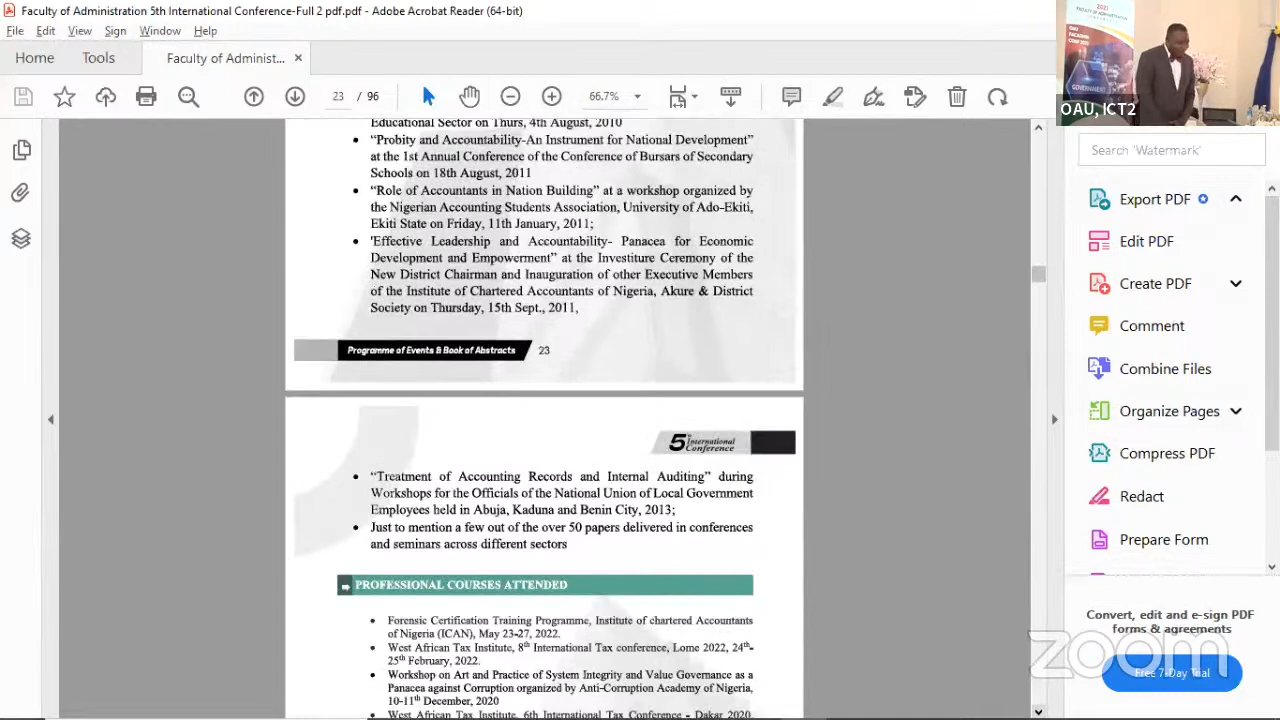 Faculty of Administration 5th International Conference-Full 2 pdf.pdf - Adobe Acrobat Reader (64-bit)
File Edit View Sign Window Help
Home Tools Faculty of Administ... ×
23 / 96 66.7%
ducational Sector on Thurs, 4th August, 2010
• “Probity and Accountability-An Instrument for National Development”
at the 1st Annual Conference of the Conference of Bursars of Secondary
Schools on 18th August, 2011
• “Role of Accountants in Nation Building” at a workshop organized by
the Nigerian Accounting Students Association, University of Ado-Ekiti,
Ekiti State on Friday, 11th January, 2011;
• 'Effective Leadership and Accountability- Panacea for Economic
Development and Empowerment” at the Investiture Ceremony of the
New District Chairman and Inauguration of other Executive Members
of the Institute of Chartered Accountants of Nigeria, Akure & District
Society on Thursday, 15th Sept., 2011,
Programme of Events & Book of Abstracts 23
5th International
Conference
• “Treatment of Accounting Records and Internal Auditing” during
Workshops for the Officials of the National Union of Local Government
Employees held in Abuja, Kaduna and Benin City, 2013;
• Just to mention a few out of the over 50 papers delivered in conferences
and seminars across different sectors
PROFESSIONAL COURSES ATTENDED
• Forensic Certification Training Programme, Institute of chartered Accountants
of Nigeria (ICAN), May 23-27, 2022.
• West African Tax Institute, 8th International Tax conference, Lome 2022, 24th-
25th February, 2022.
• Workshop on Art and Practice of System Integrity and Value Governance as a
Panacea against Corruption organized by Anti-Corruption Academy of Nigeria,
10-11th December, 2020
• West African Tax Institute, 6th International Tax Conference - Dakar 2020,
2021
FACULTY OF ADMINISTRATION
OAU
CONF 2021
GOVERNMENT
OAU, ICT2
Search 'Watermark'
Export PDF
Edit PDF
Create PDF
Comment
Combine Files
Organize Pages
Compress PDF
Redact
Prepare Form
Convert, edit and e-sign PDF
forms & agreements
Free 7-Day Trial
zoom